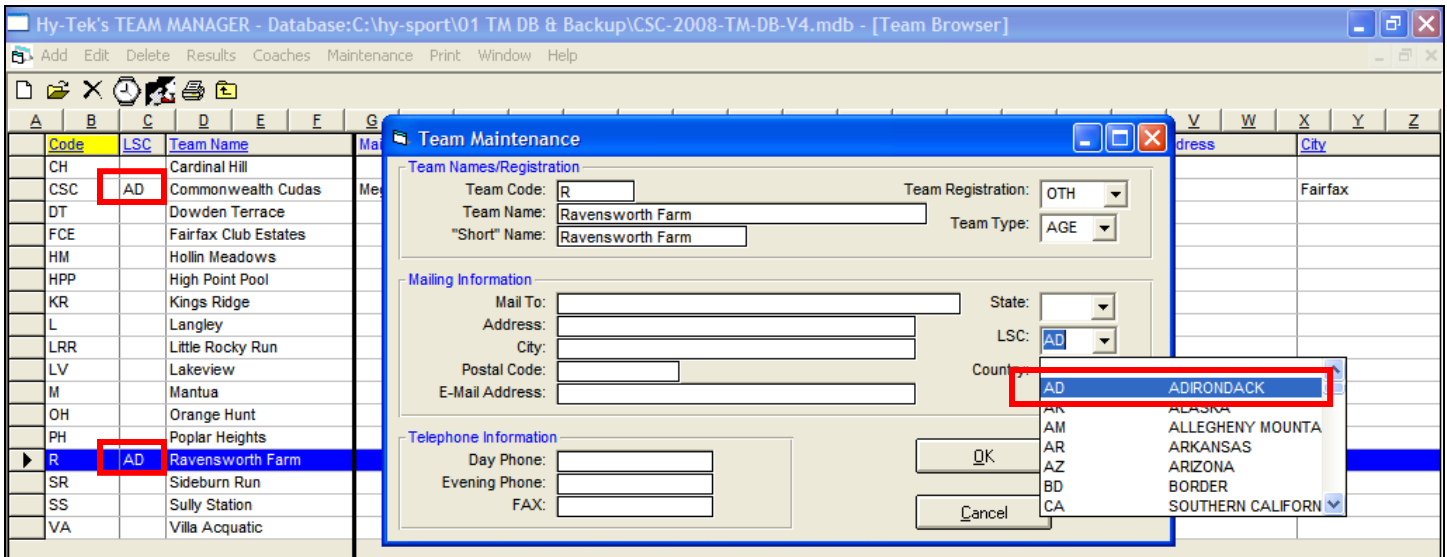 Hy-Tek's TEAM MANAGER - Database:C:\hy-sport\01 TM DB & Backup\CSC-2008-TM-DB-V4.mdb - [Team Browser]
Add Edit Delete Results Coaches Maintenance Print Window Help
A B C D E F G V W X Y Z
Code LSC Team Name Mai dress City
CH Cardinal Hill
CSC AD Commonwealth Cudas Meg Fairfax
DT Dowden Terrace
FCE Fairfax Club Estates
HM Hollin Meadows
HPP High Point Pool
KR Kings Ridge
L Langley
LRR Little Rocky Run
LV Lakeview
M Mantua
OH Orange Hunt
PH Poplar Heights
R AD Ravensworth Farm
SR Sideburn Run
SS Sully Station
VA Villa Acquatic
Team Maintenance
Team Names/Registration
Team Code: R Team Registration: OTH
Team Name: Ravensworth Farm Team Type: AGE
"Short" Name: Ravensworth Farm
Mailing Information
Mail To: State:
Address: LSC: AD
City:
Postal Code: Country:
E-Mail Address:
AD ADIRONDACK
AK ALASKA
AM ALLEGHENY MOUNTA
AR ARKANSAS
AZ ARIZONA
BD BORDER
CA SOUTHERN CALIFORN
Telephone Information
Day Phone:
Evening Phone:
FAX:
OK
Cancel